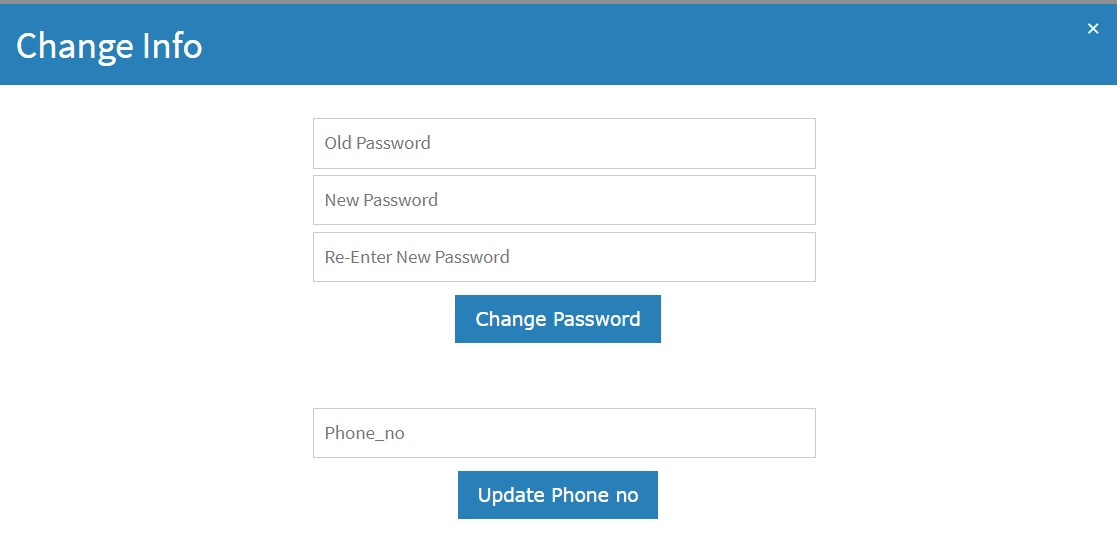 Change Info
×
Old Password
New Password
Re-Enter New Password
Change Password
Phone_no
Update Phone no